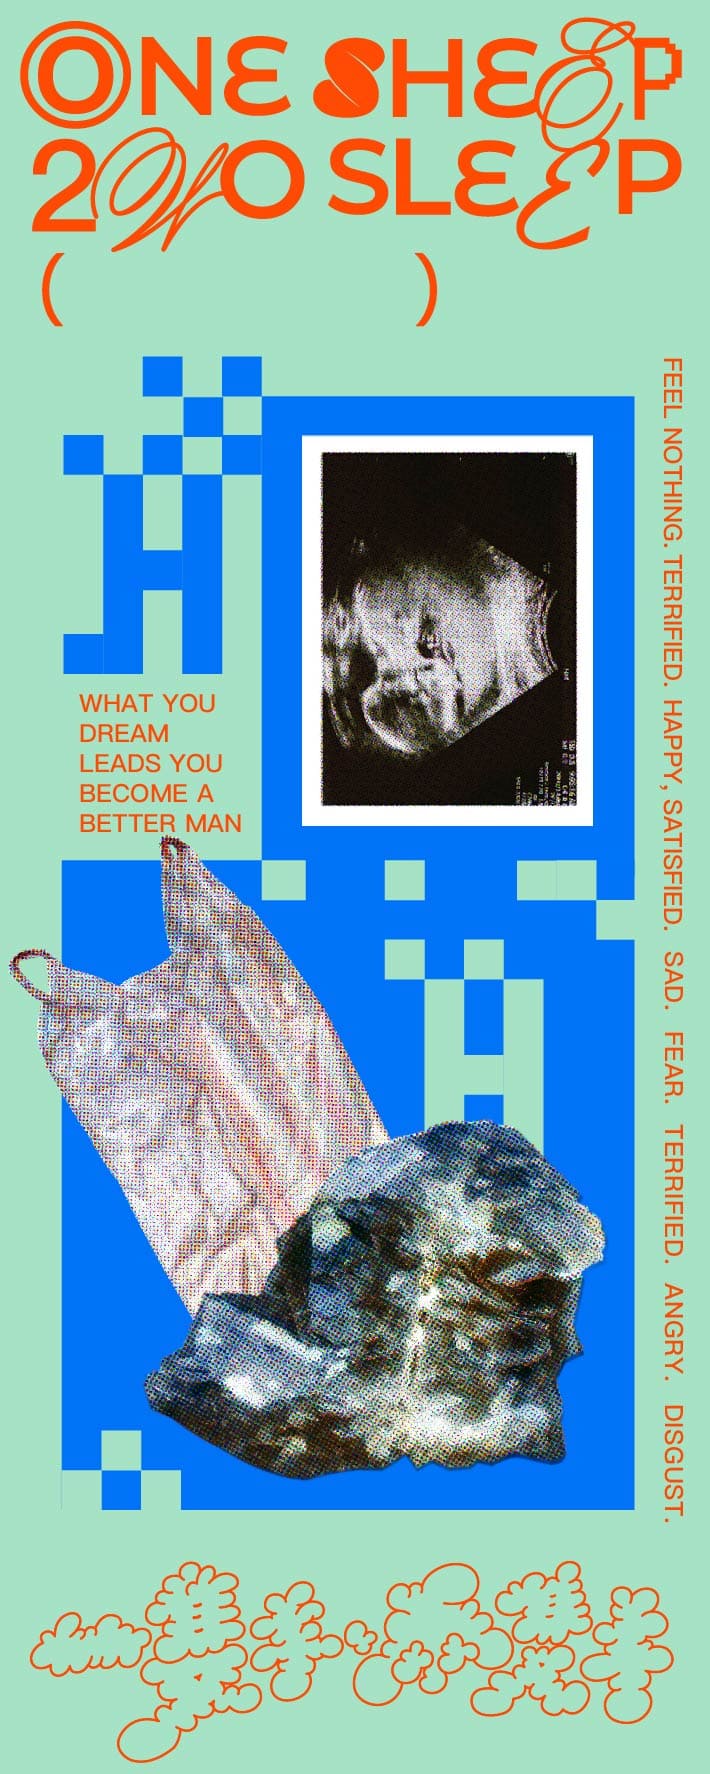 ONE SHEEP
2WO SLEEP
(                )
WHAT YOU
DREAM
LEADS YOU
BECOME A
BETTER MAN
FEEL NOTHING. TERRIFIED. HAPPY, SATISFIED. SAD. FEAR. TERRIFIED. ANGRY. DISGUST.